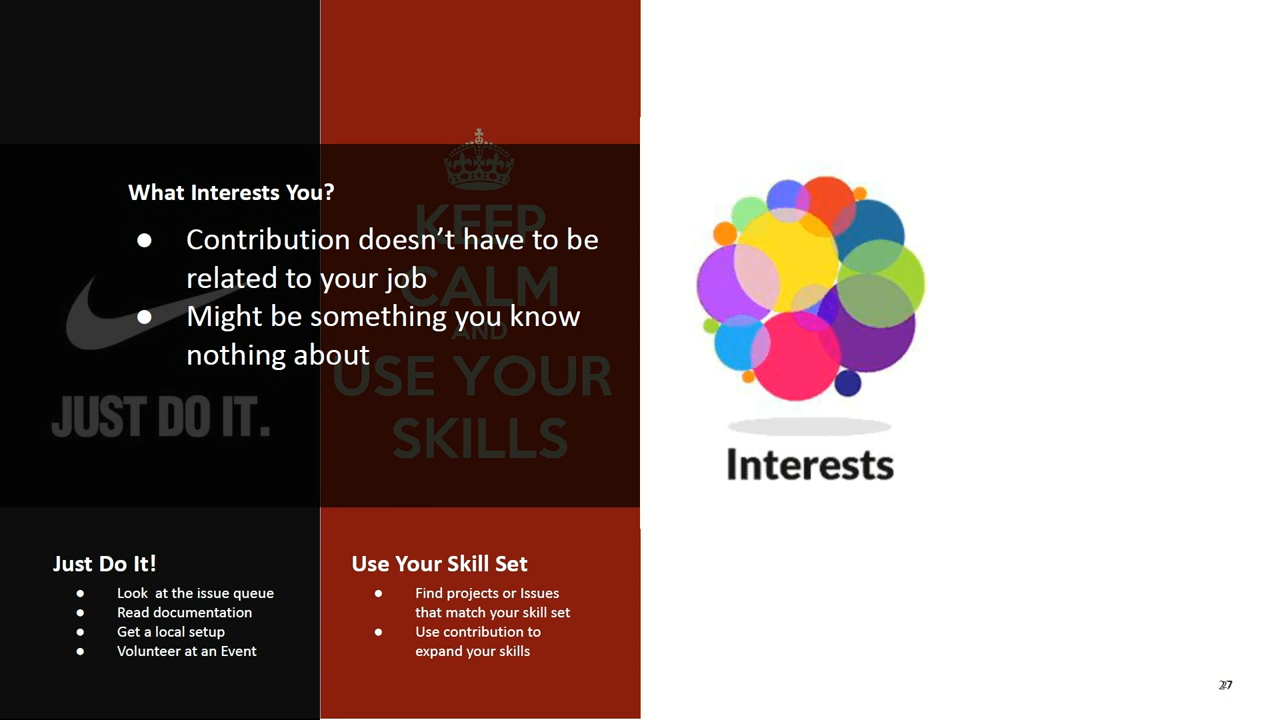 What Interests You?
● Contribution doesn’t have to be
related to your job
● Might be something you know
nothing about
JUST DO IT.
KEEP
CALM
AND
USE YOUR
SKILLS
Interests
Just Do It!
● Look at the issue queue
● Read documentation
● Get a local setup
● Volunteer at an Event
Use Your Skill Set
● Find projects or Issues
that match your skill set
● Use contribution to
expand your skills